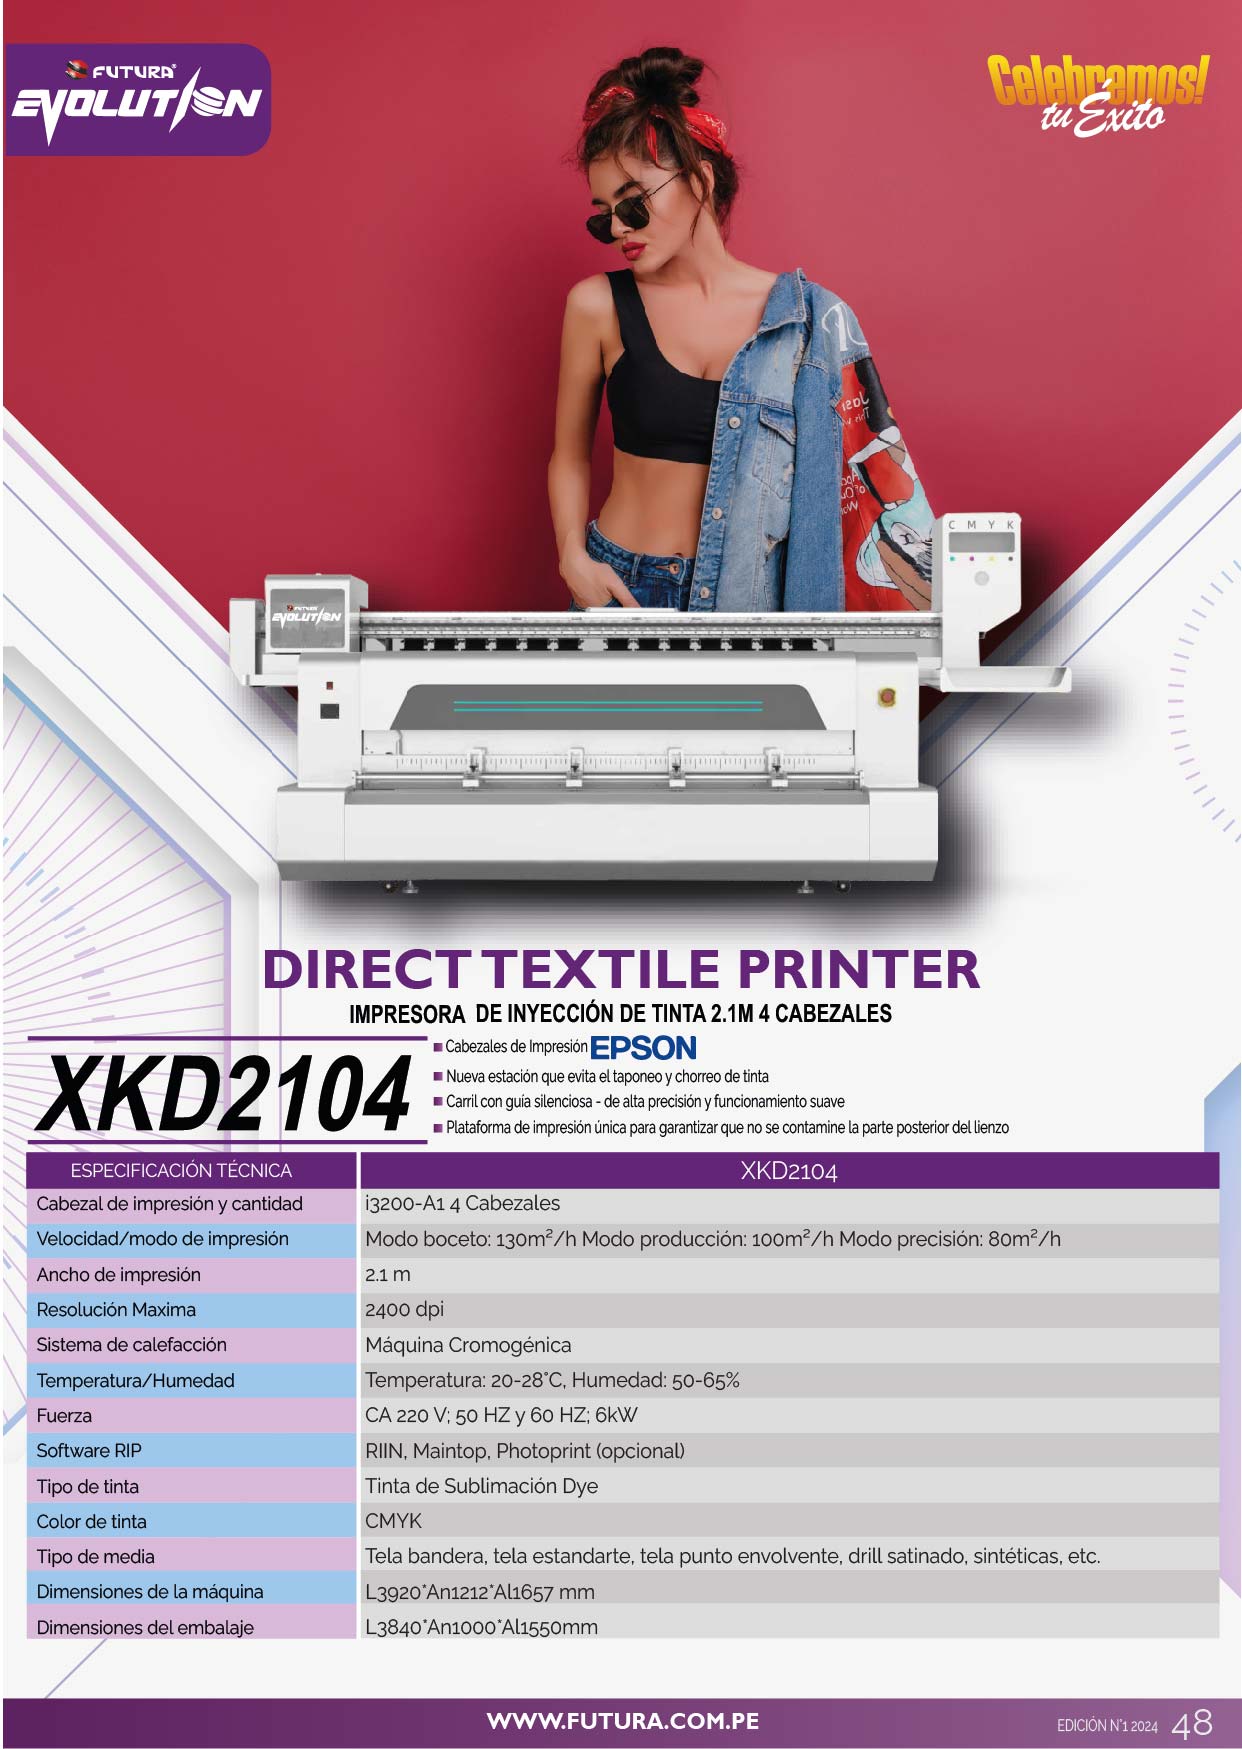 FUTURA®
EVOLUTION
Celebramos!
tu Éxito
C M Y K
FUTURA
EVOLUTION
DIRECT TEXTILE PRINTER
IMPRESORA DE INYECCIÓN DE TINTA 2.1M 4 CABEZALES
XKD2104
Cabezales de Impresión EPSON
Nueva estación que evita el taponeo y chorreo de tinta
Carril con guía silenciosa - de alta precisión y funcionamiento suave
Plataforma de impresión única para garantizar que no se contamine la parte posterior del lienzo
ESPECIFICACIÓN TÉCNICA XKD2104
Cabezal de impresión y cantidad i3200-A1 4 Cabezales
Velocidad/modo de impresión Modo boceto: 130m²/h Modo producción: 100m²/h Modo precisión: 80m²/h
Ancho de impresión 2.1 m
Resolución Maxima 2400 dpi
Sistema de calefacción Máquina Cromogénica
Temperatura/Humedad Temperatura: 20-28°C, Humedad: 50-65%
Fuerza CA 220 V; 50 HZ y 60 HZ; 6kW
Software RIP RIIN, Maintop, Photoprint (opcional)
Tipo de tinta Tinta de Sublimación Dye
Color de tinta CMYK
Tipo de media Tela bandera, tela estandarte, tela punto envolvente, drill satinado, sintéticas, etc.
Dimensiones de la máquina L3920*An1212*Al1657 mm
Dimensiones del embalaje L3840*An1000*Al1550mm
WWW.FUTURA.COM.PE
EDICIÓN N°1 2024 48